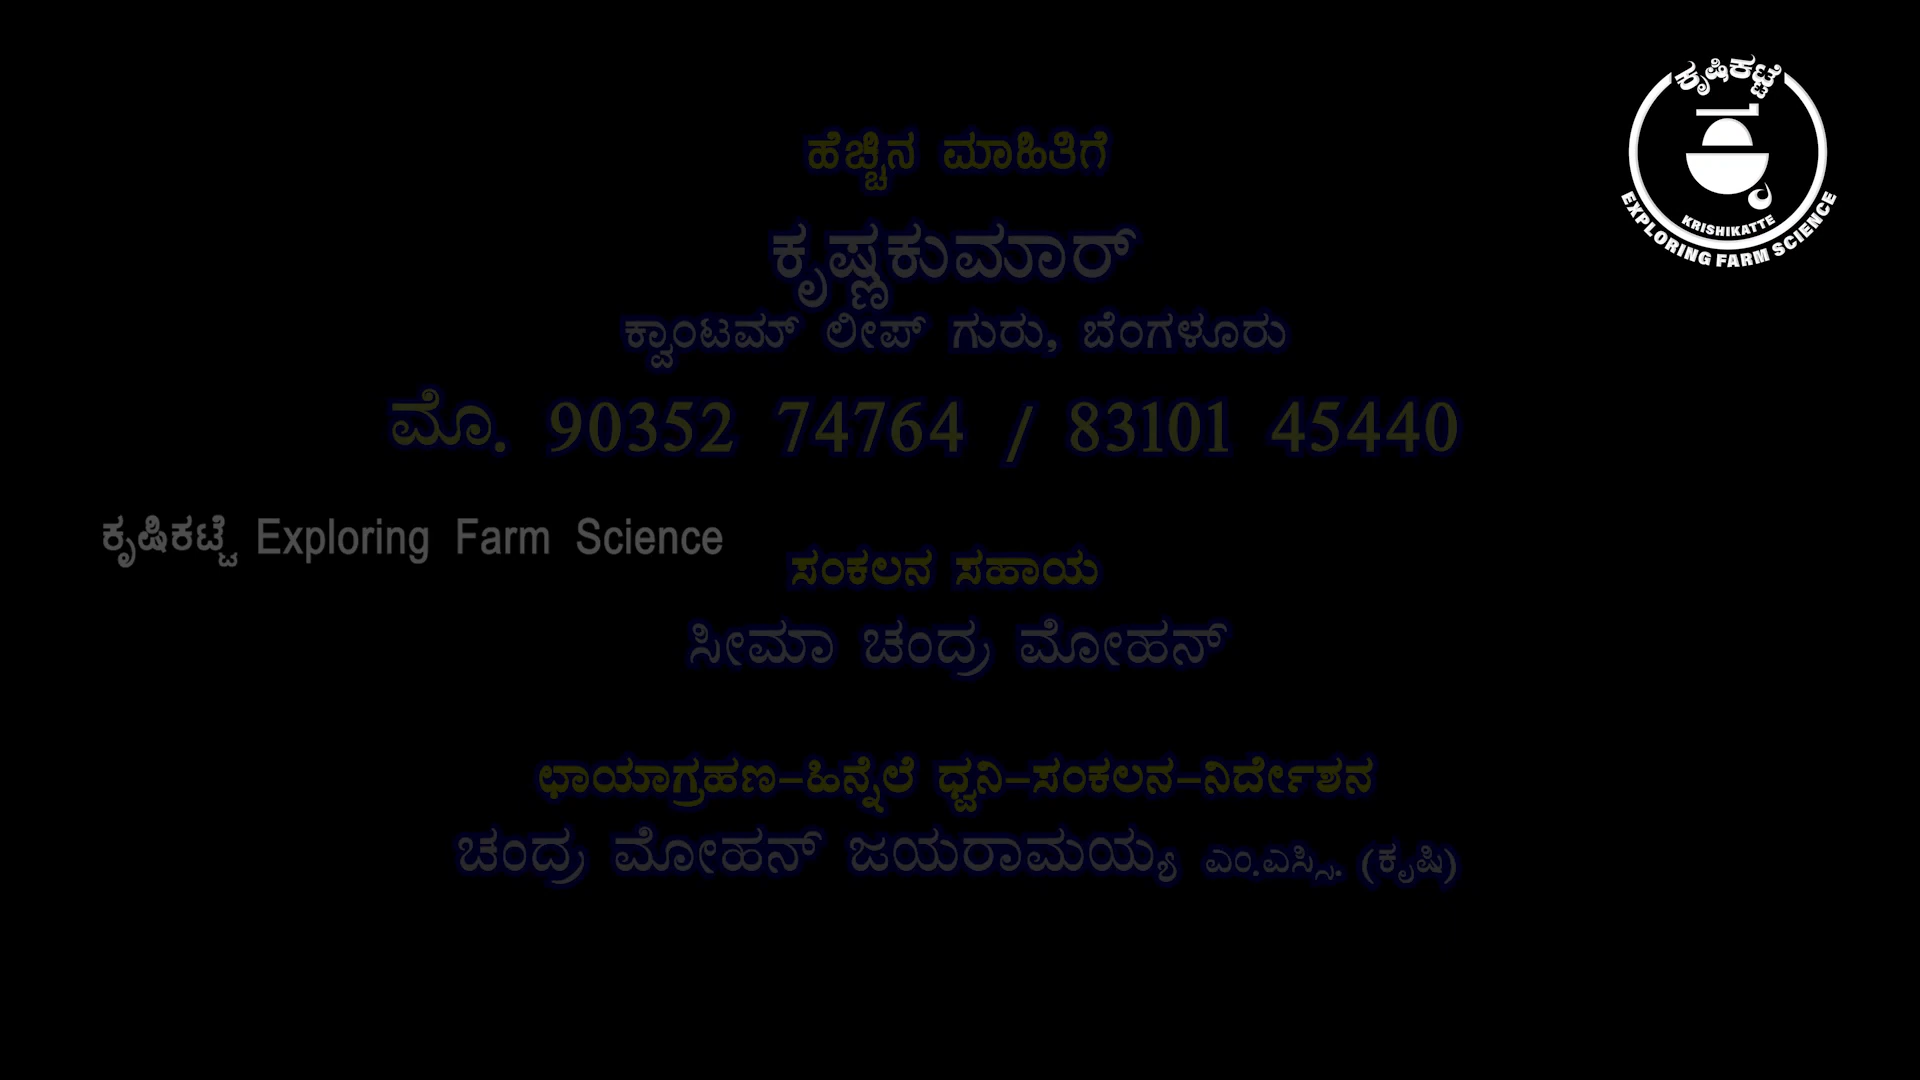 ಕೃಷಿಕಟ್ಟೆ
KRISHIKATTE
EXPLORING FARM SCIENCE
ಹೆಚ್ಚಿನ ಮಾಹಿತಿಗೆ
ಕೃಷ್ಣಕುಮಾರ್
ಕ್ವಾಂಟಮ್ ಲೀಪ್ ಗುರು, ಬೆಂಗಳೂರು
ಮೊ. 90352 74764 / 83101 45440
ಕೃಷಿಕಟ್ಟೆ Exploring Farm Science
ಸಂಕಲನ ಸಹಾಯ
ಸೀಮಾ ಚಂದ್ರ ಮೋಹನ್
ಛಾಯಾಗ್ರಹಣ-ಹಿನ್ನೆಲೆ ಧ್ವನಿ-ಸಂಕಲನ-ನಿರ್ದೇಶನ
ಚಂದ್ರ ಮೋಹನ್ ಜಯರಾಮಯ್ಯ ಎಂ.ಎಸ್ಸಿ. (ಕೃಷಿ)